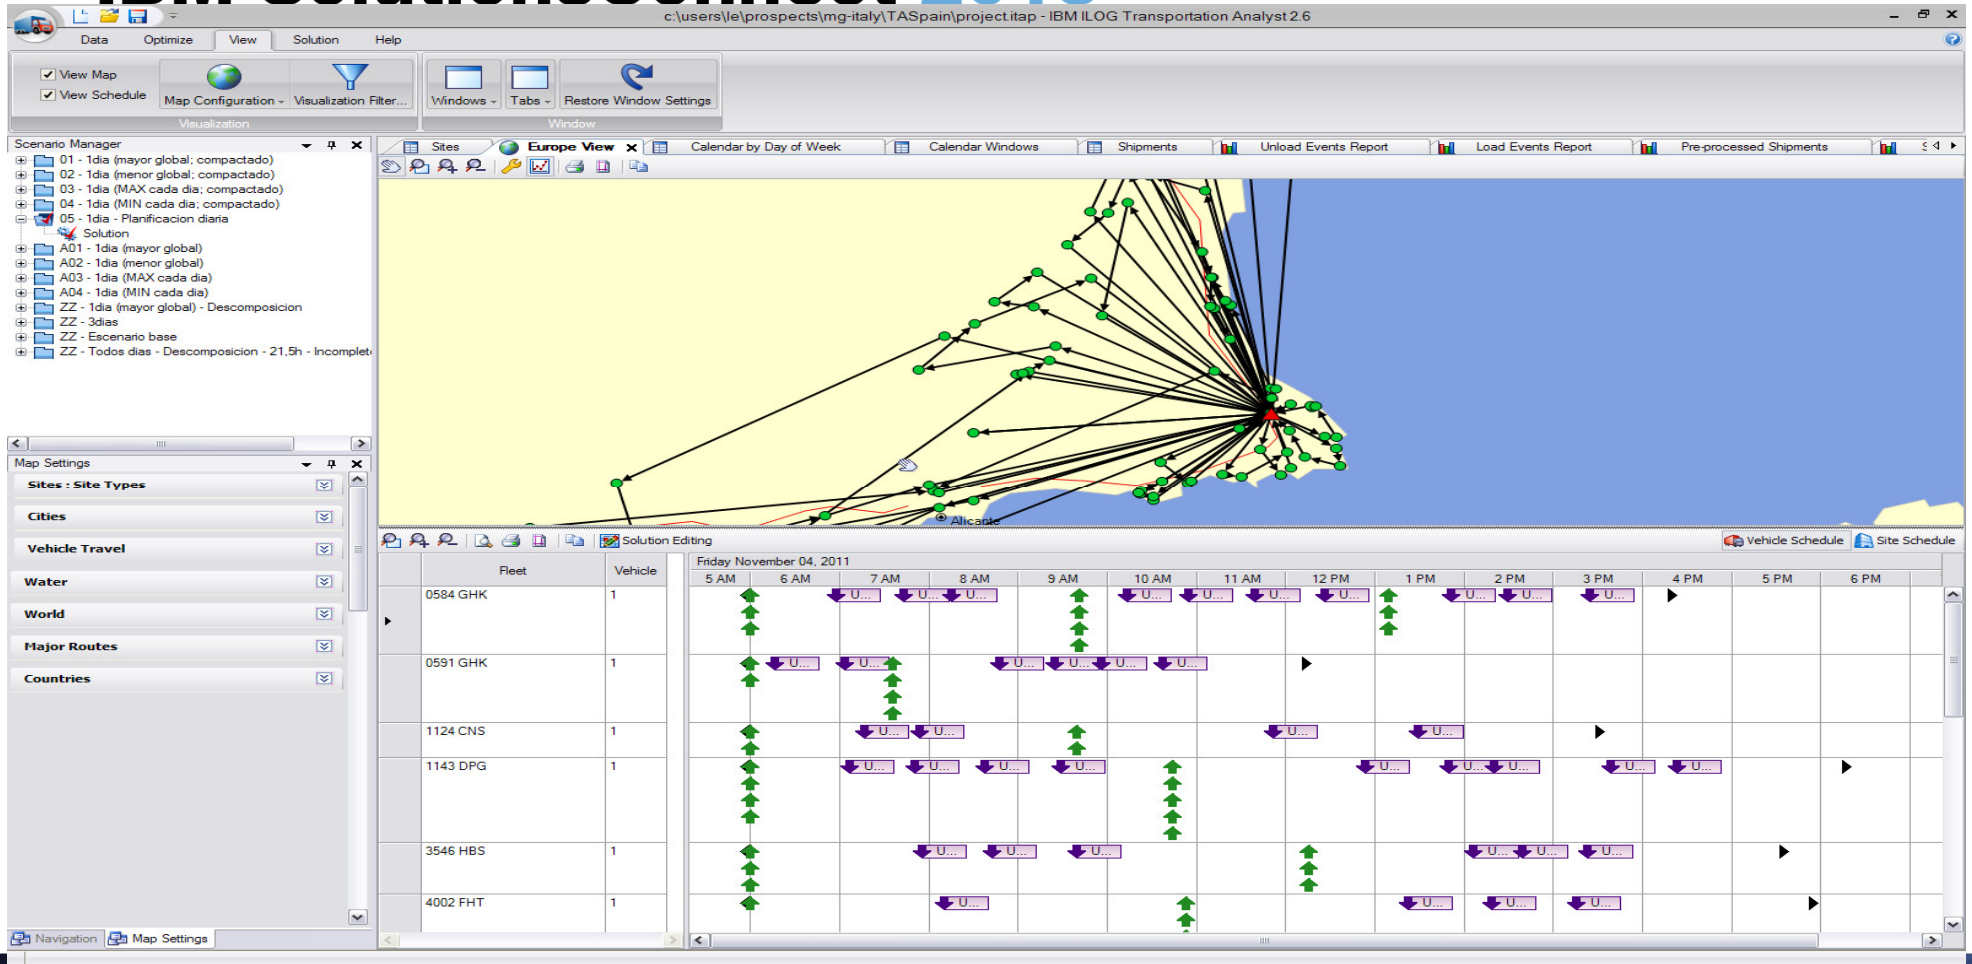 IBM SolutionsConnect 2013
c:\users\le\prospects\mg-italy\TASpain\project.itap - IBM ILOG Transportation Analyst 2.6
Data Optimize View Solution Help
View Map
View Schedule
Map Configuration Visualization Filter...
Windows Tabs Restore Window Settings
Visualization Window
Scenario Manager
01 - 1dia (mayor global; compactado)
02 - 1dia (menor global; compactado)
03 - 1dia (MAX cada dia; compactado)
04 - 1dia (MIN cada dia; compactado)
05 - 1dia - Planificacion diaria
Solution
A01 - 1dia (mayor global)
A02 - 1dia (menor global)
A03 - 1dia (MAX cada dia)
A04 - 1dia (MIN cada dia)
ZZ - 1dia (mayor global) - Descomposicion
ZZ - 3dias
ZZ - Escenario base
ZZ - Todos dias - Descomposicion - 21,5h - Incomplet
Map Settings
Sites : Site Types
Cities
Vehicle Travel
Water
World
Major Routes
Countries
Navigation Map Settings
Sites Europe View Calendar by Day of Week Calendar Windows Shipments Unload Events Report Load Events Report Pre-processed Shipments
Alicante
Solution Editing Vehicle Schedule Site Schedule
Fleet Vehicle Friday November 04, 2011
5 AM 6 AM 7 AM 8 AM 9 AM 10 AM 11 AM 12 PM 1 PM 2 PM 3 PM 4 PM 5 PM 6 PM
0584 GHK 1 U... U... U... U... U... U... U... U... U... U...
0591 GHK 1 U... U... U... U... U... U...
1124 CNS 1 U... U... U... U...
1143 DPG 1 U... U... U... U... U... U... U... U... U...
3546 HBS 1 U... U... U... U... U... U...
4002 FHT 1 U... U... U... U...